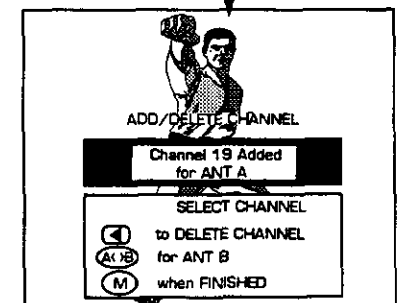 ADD/DELETE CHANNEL
Channel 19 Added
for ANT A
SELECT CHANNEL
to DELETE CHANNEL
A<>B for ANT B
M when FINISHED